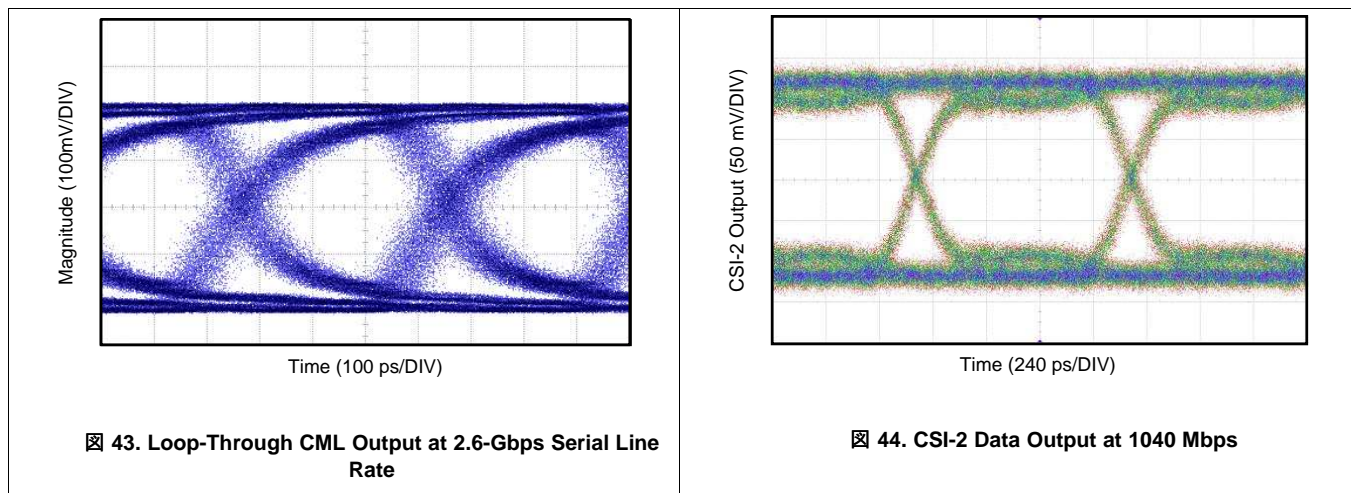 Magnitude (100mV/DIV)
Time (100 ps/DIV)
図 43. Loop-Through CML Output at 2.6-Gbps Serial Line
Rate
CSI-2 Output (50 mV/DIV)
Time (240 ps/DIV)
図 44. CSI-2 Data Output at 1040 Mbps